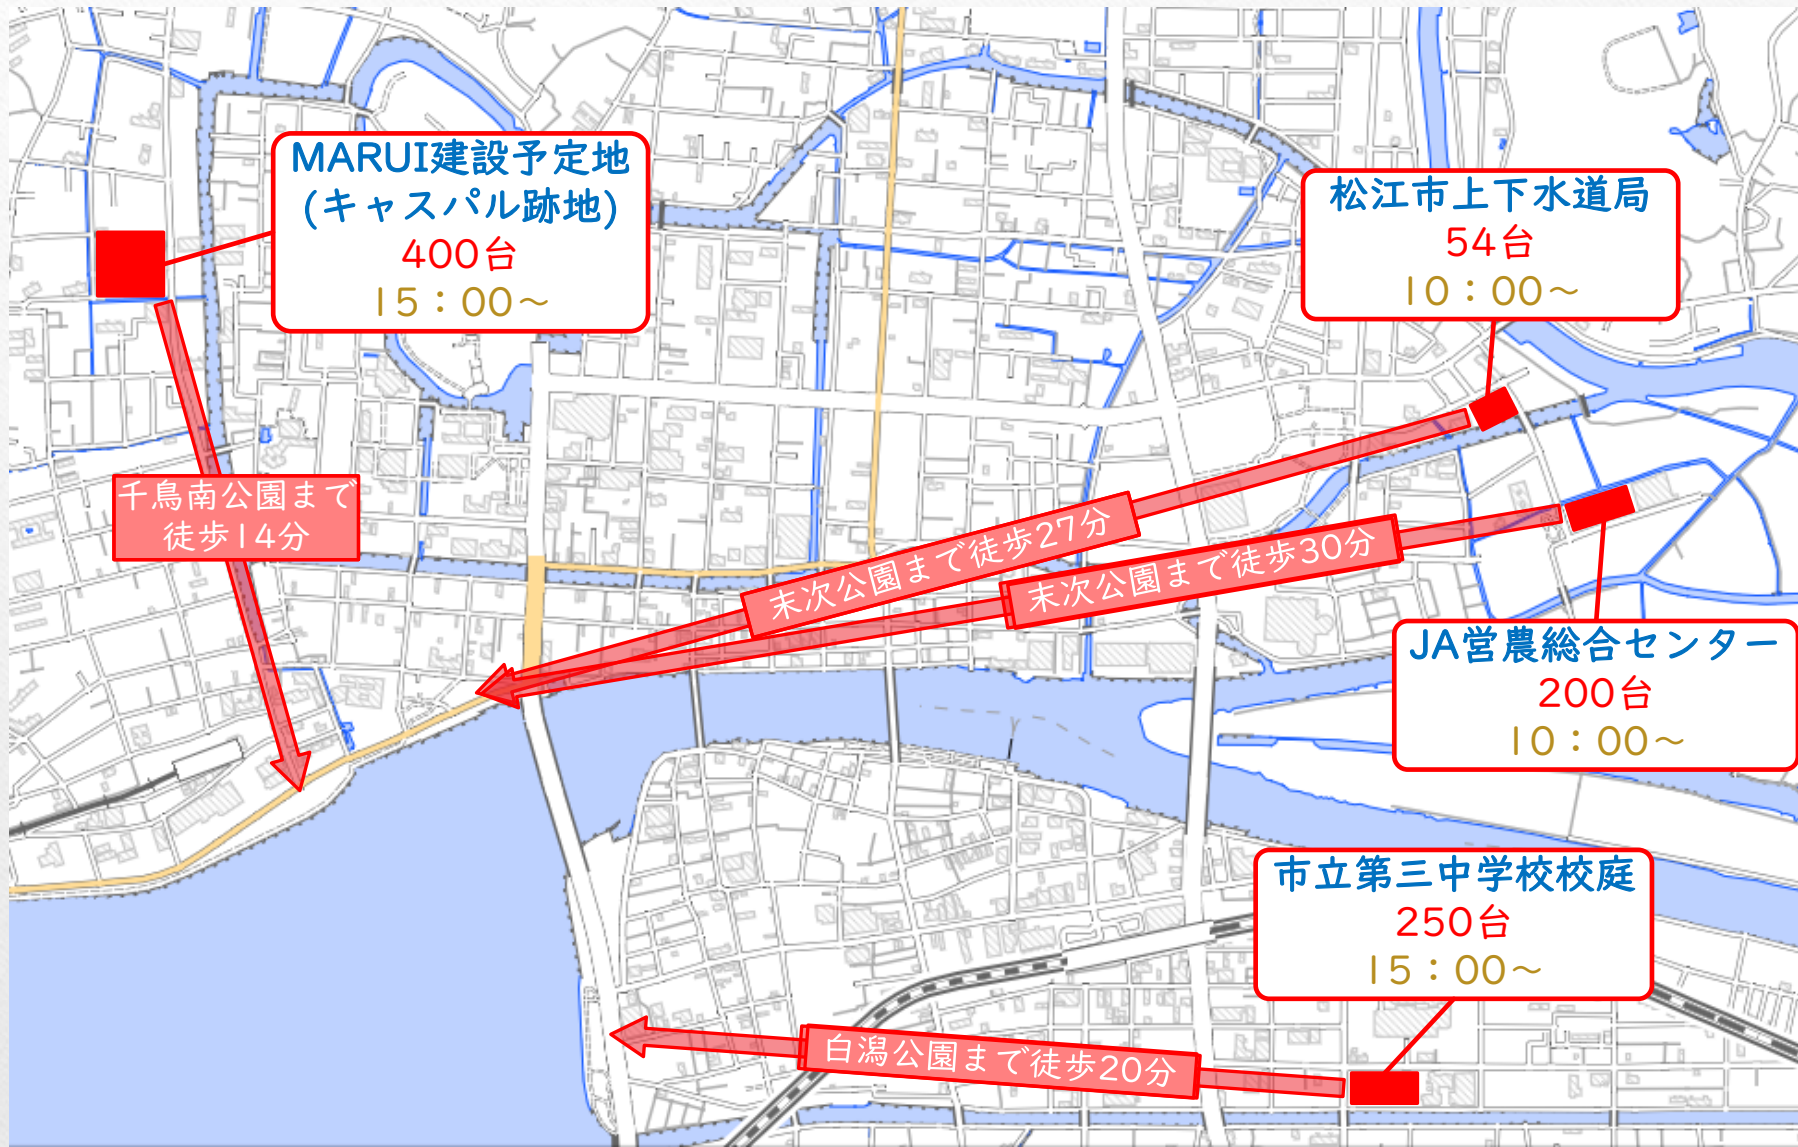 MARUI建設予定地
(キャスパル跡地)
400台
15：00～
松江市上下水道局
54台
10：00～
千鳥南公園まで
徒歩14分
末次公園まで徒歩27分
末次公園まで徒歩30分
JA営農総合センター
200台
10：00～
市立第三中学校校庭
250台
15：00～
白潟公園まで徒歩20分